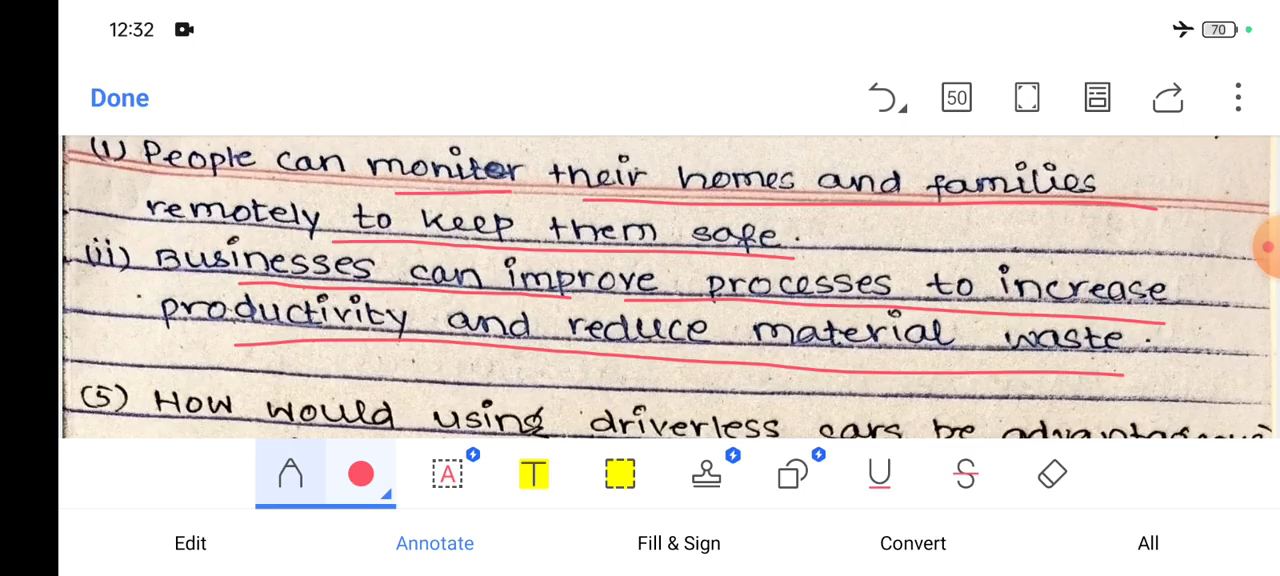 12:32
70
Done
50
(i) People can monitor their homes and families
remotely to keep them safe.
(ii) Businesses can improve processes to increase
productivity and reduce material waste.
(5) How would using driverless cars be
A
T
U
S
Edit
Annotate
Fill & Sign
Convert
All